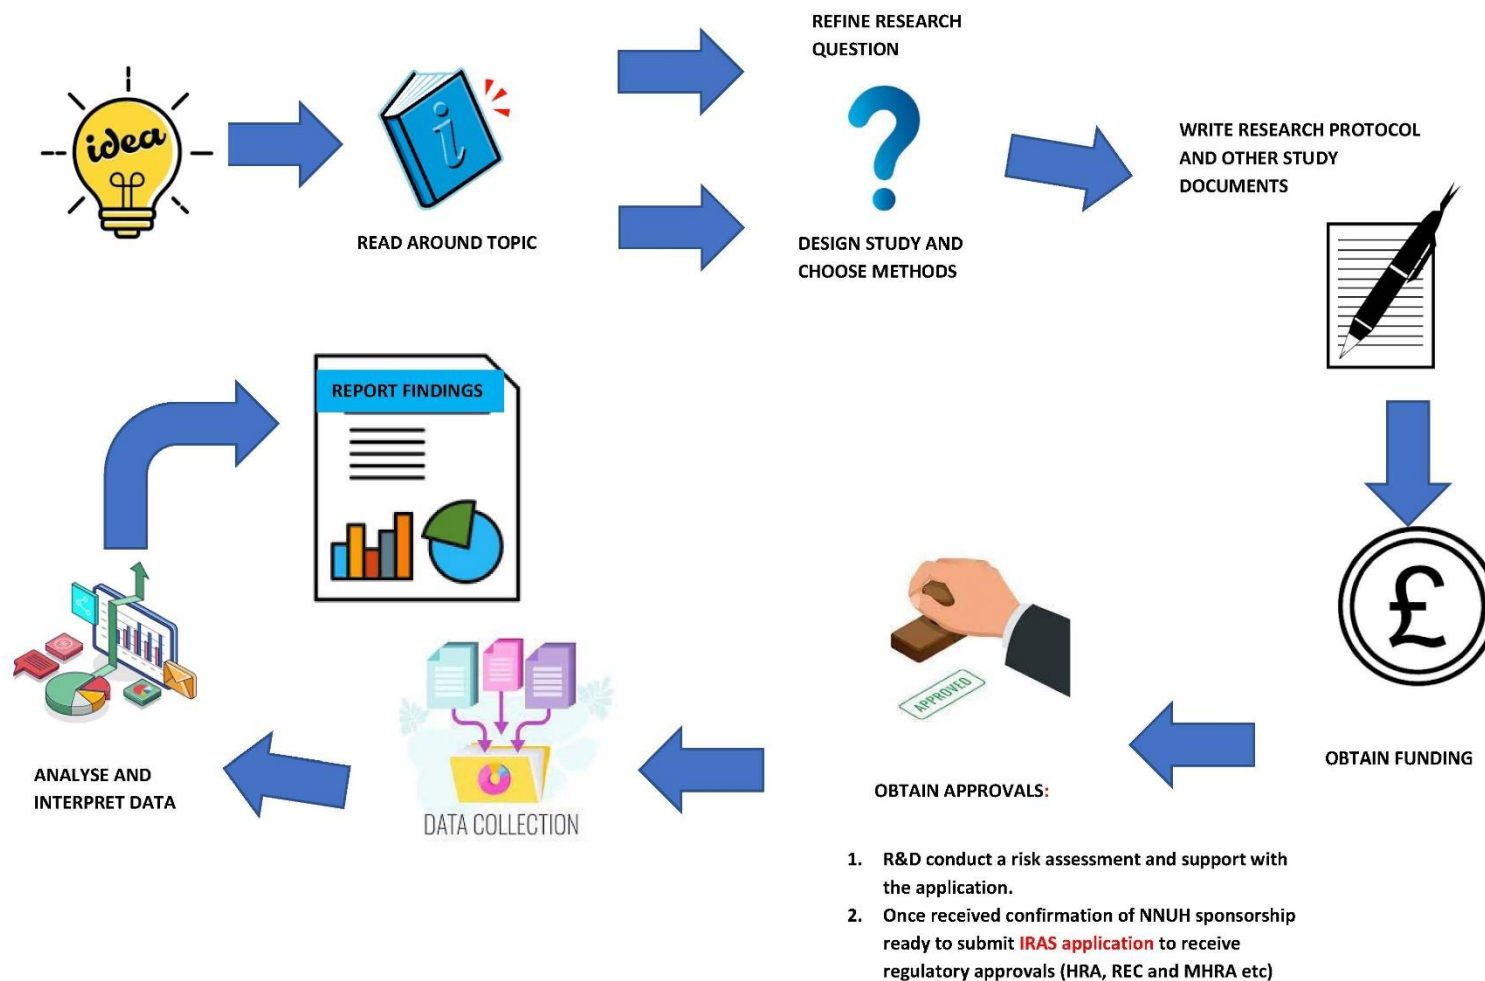 idea
READ AROUND TOPIC
REFINE RESEARCH
QUESTION
DESIGN STUDY AND
CHOOSE METHODS
WRITE RESEARCH PROTOCOL
AND OTHER STUDY
DOCUMENTS
£
OBTAIN FUNDING
APPROVED
OBTAIN APPROVALS:
1. R&D conduct a risk assessment and support with
the application.
2. Once received confirmation of NNUH sponsorship
ready to submit IRAS application to receive
regulatory approvals (HRA, REC and MHRA etc)
DATA COLLECTION
ANALYSE AND
INTERPRET DATA
REPORT FINDINGS